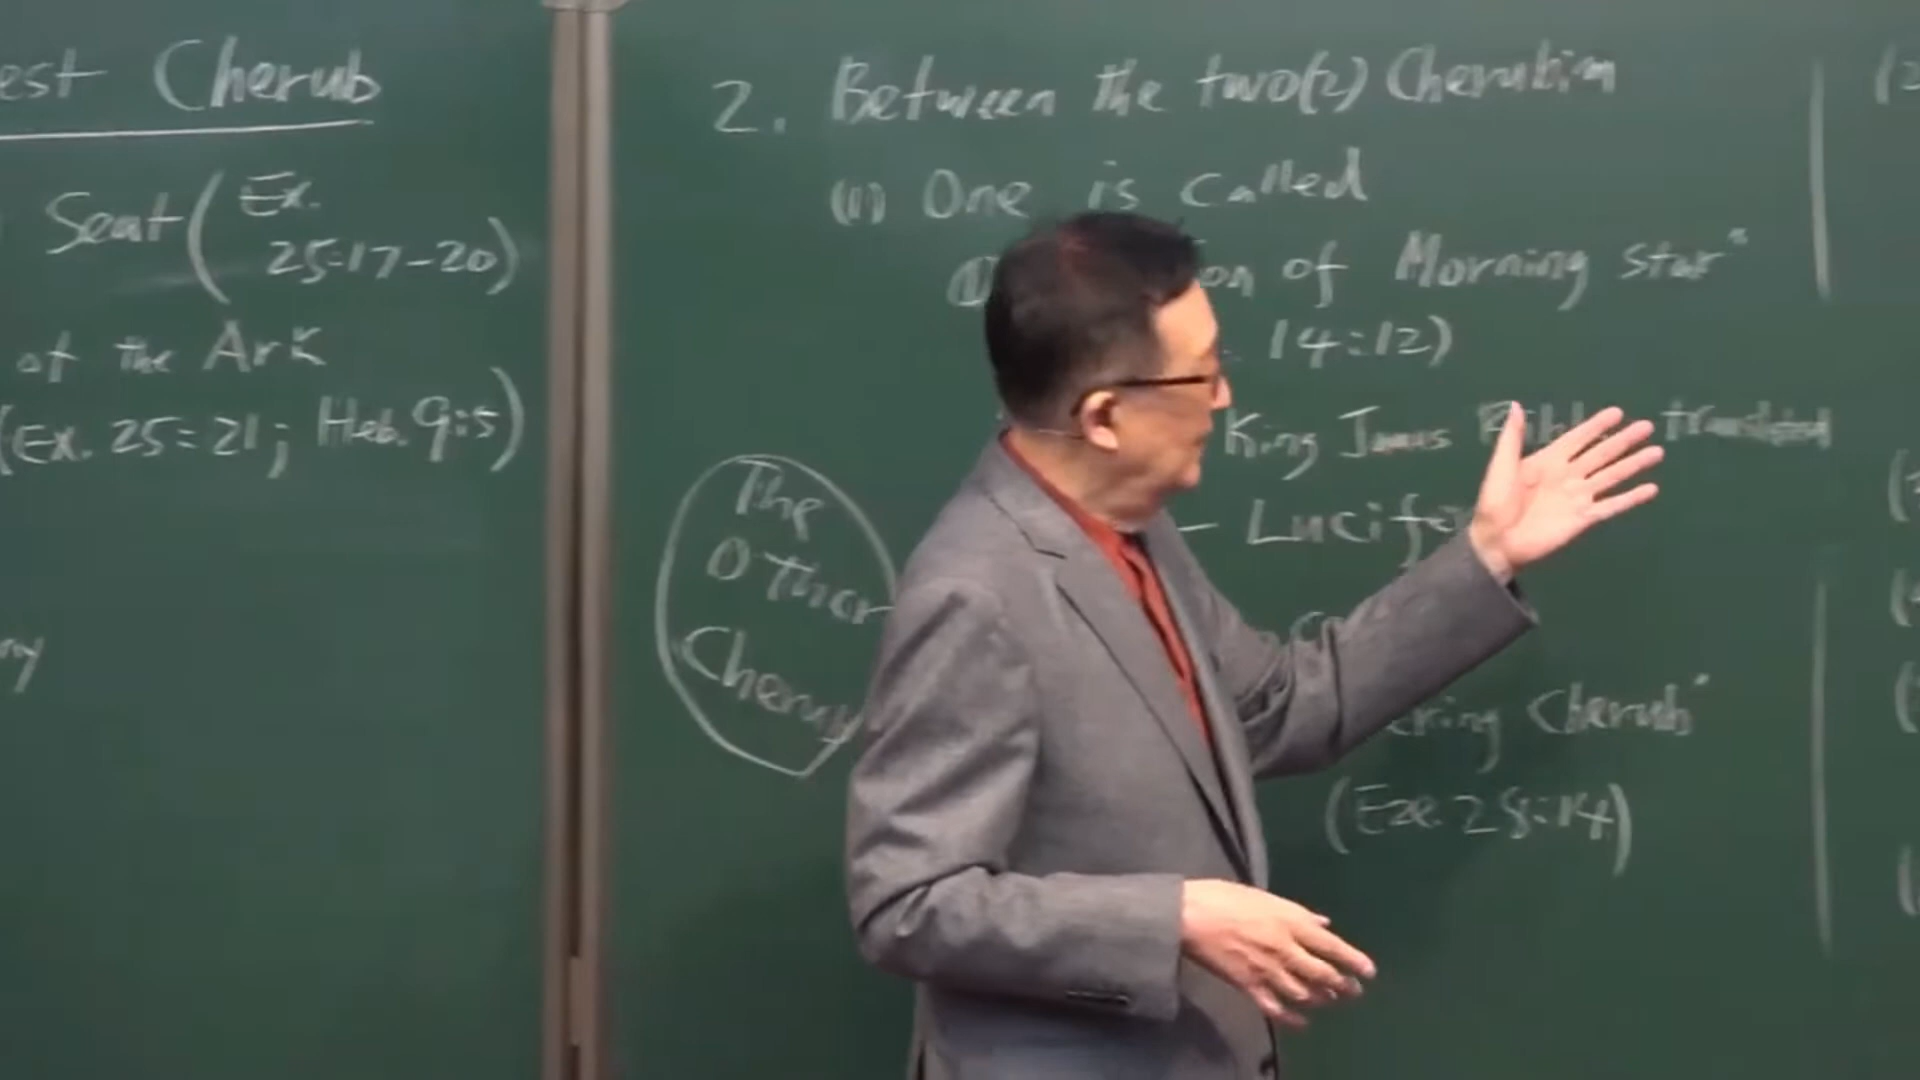 est Cherub
Seat (Ex.
25:17-20)
of the Ark
(Ex. 25:21; Heb. 9:5)
ny
The
Other
Cherub
2. Between the two(2) Cherubim
(1) One is called
on of Morning star"
14:12)
King James Bible translated
- Lucifer
ering Cherub"
(Eze. 28:14)